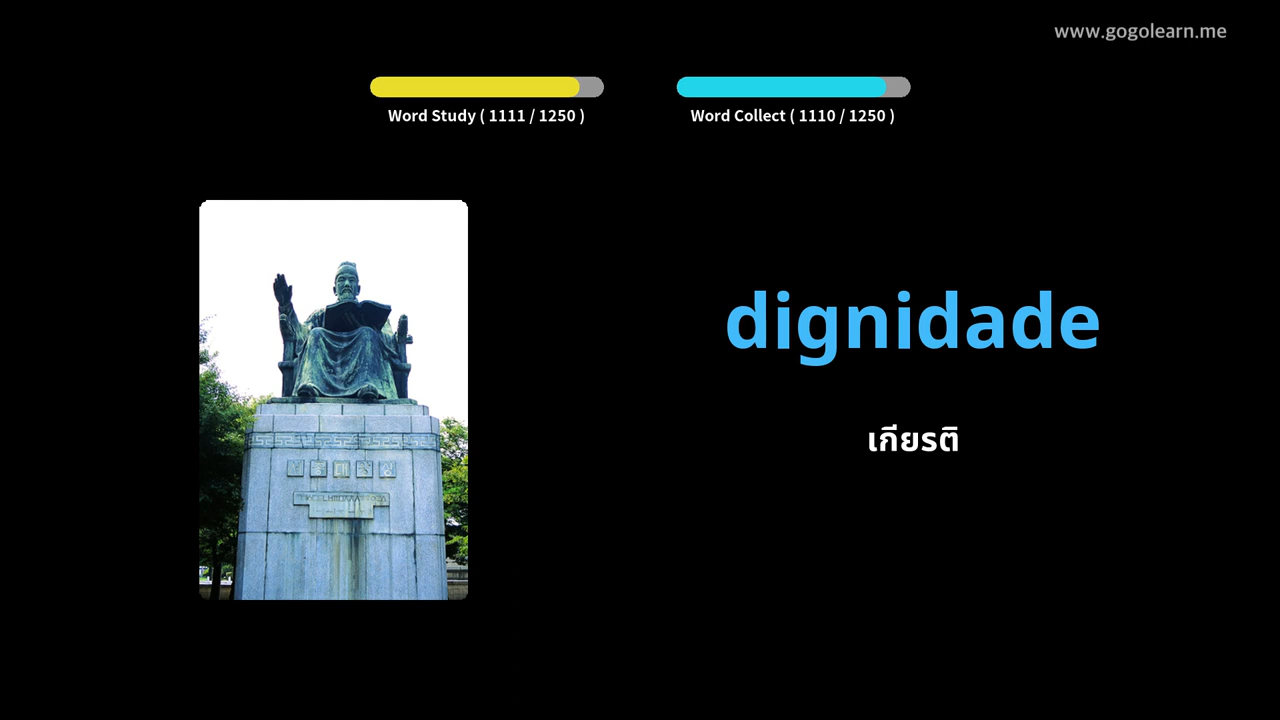 www.gogolearn.me
Word Study ( 1111 / 1250 )
Word Collect ( 1110 / 1250 )
dignidade
เกียรติ